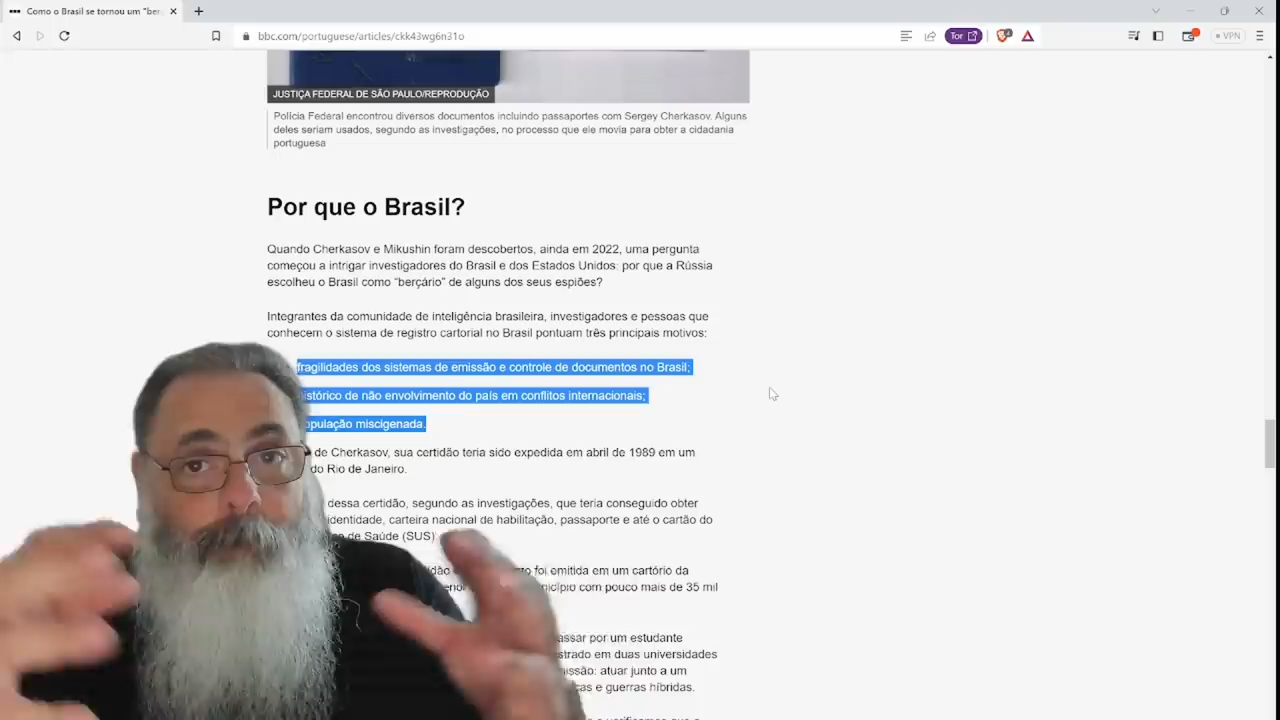 Como o Brasil se tornou um "ber
bbc.com/portuguese/articles/ckk43wg6n31o
Tor
VPN
JUSTIÇA FEDERAL DE SÃO PAULO/REPRODUÇÃO
Polícia Federal encontrou diversos documentos incluindo passaportes com Sergey Cherkasov. Alguns
deles seriam usados, segundo as investigações, no processo que ele movia para obter a cidadania
portuguesa
Por que o Brasil?
Quando Cherkasov e Mikushin foram descobertos, ainda em 2022, uma pergunta
começou a intrigar investigadores do Brasil e dos Estados Unidos: por que a Rússia
escolheu o Brasil como “berçário” de alguns dos seus espiões?
Integrantes da comunidade de inteligência brasileira, investigadores e pessoas que
conhecem o sistema de registro cartorial no Brasil pontuam três principais motivos:
fragilidades dos sistemas de emissão e controle de documentos no Brasil;
istórico de não envolvimento do país em conflitos internacionais;
opulação miscigenada.
de Cherkasov, sua certidão teria sido expedida em abril de 1989 em um
do Rio de Janeiro.
dessa certidão, segundo as investigações, que teria conseguido obter
identidade, carteira nacional de habilitação, passaporte e até o cartão do
de Saúde (SUS).
foi emitida em um cartório da
com pouco mais de 35 mil
assar por um estudante
strado em duas universidades
issão: atuar junto a um
cas e guerras híbridas.